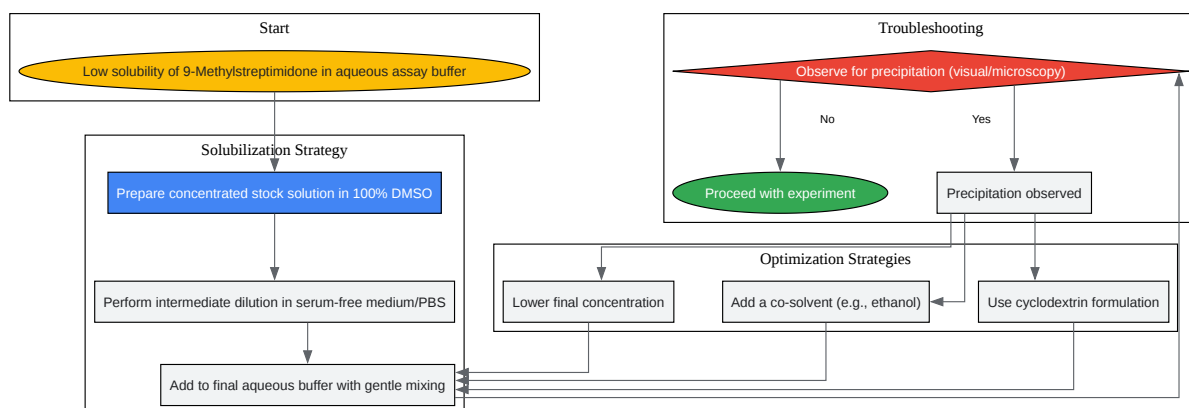 Start
Low solubility of 9-Methylstreptimidone in aqueous assay buffer
Solubilization Strategy
Prepare concentrated stock solution in 100% DMSO
Perform intermediate dilution in serum-free medium/PBS
Add to final aqueous buffer with gentle mixing
Troubleshooting
Observe for precipitation (visual/microscopy)
No
Yes
Proceed with experiment
Precipitation observed
Optimization Strategies
Lower final concentration
Add a co-solvent (e.g., ethanol)
Use cyclodextrin formulation